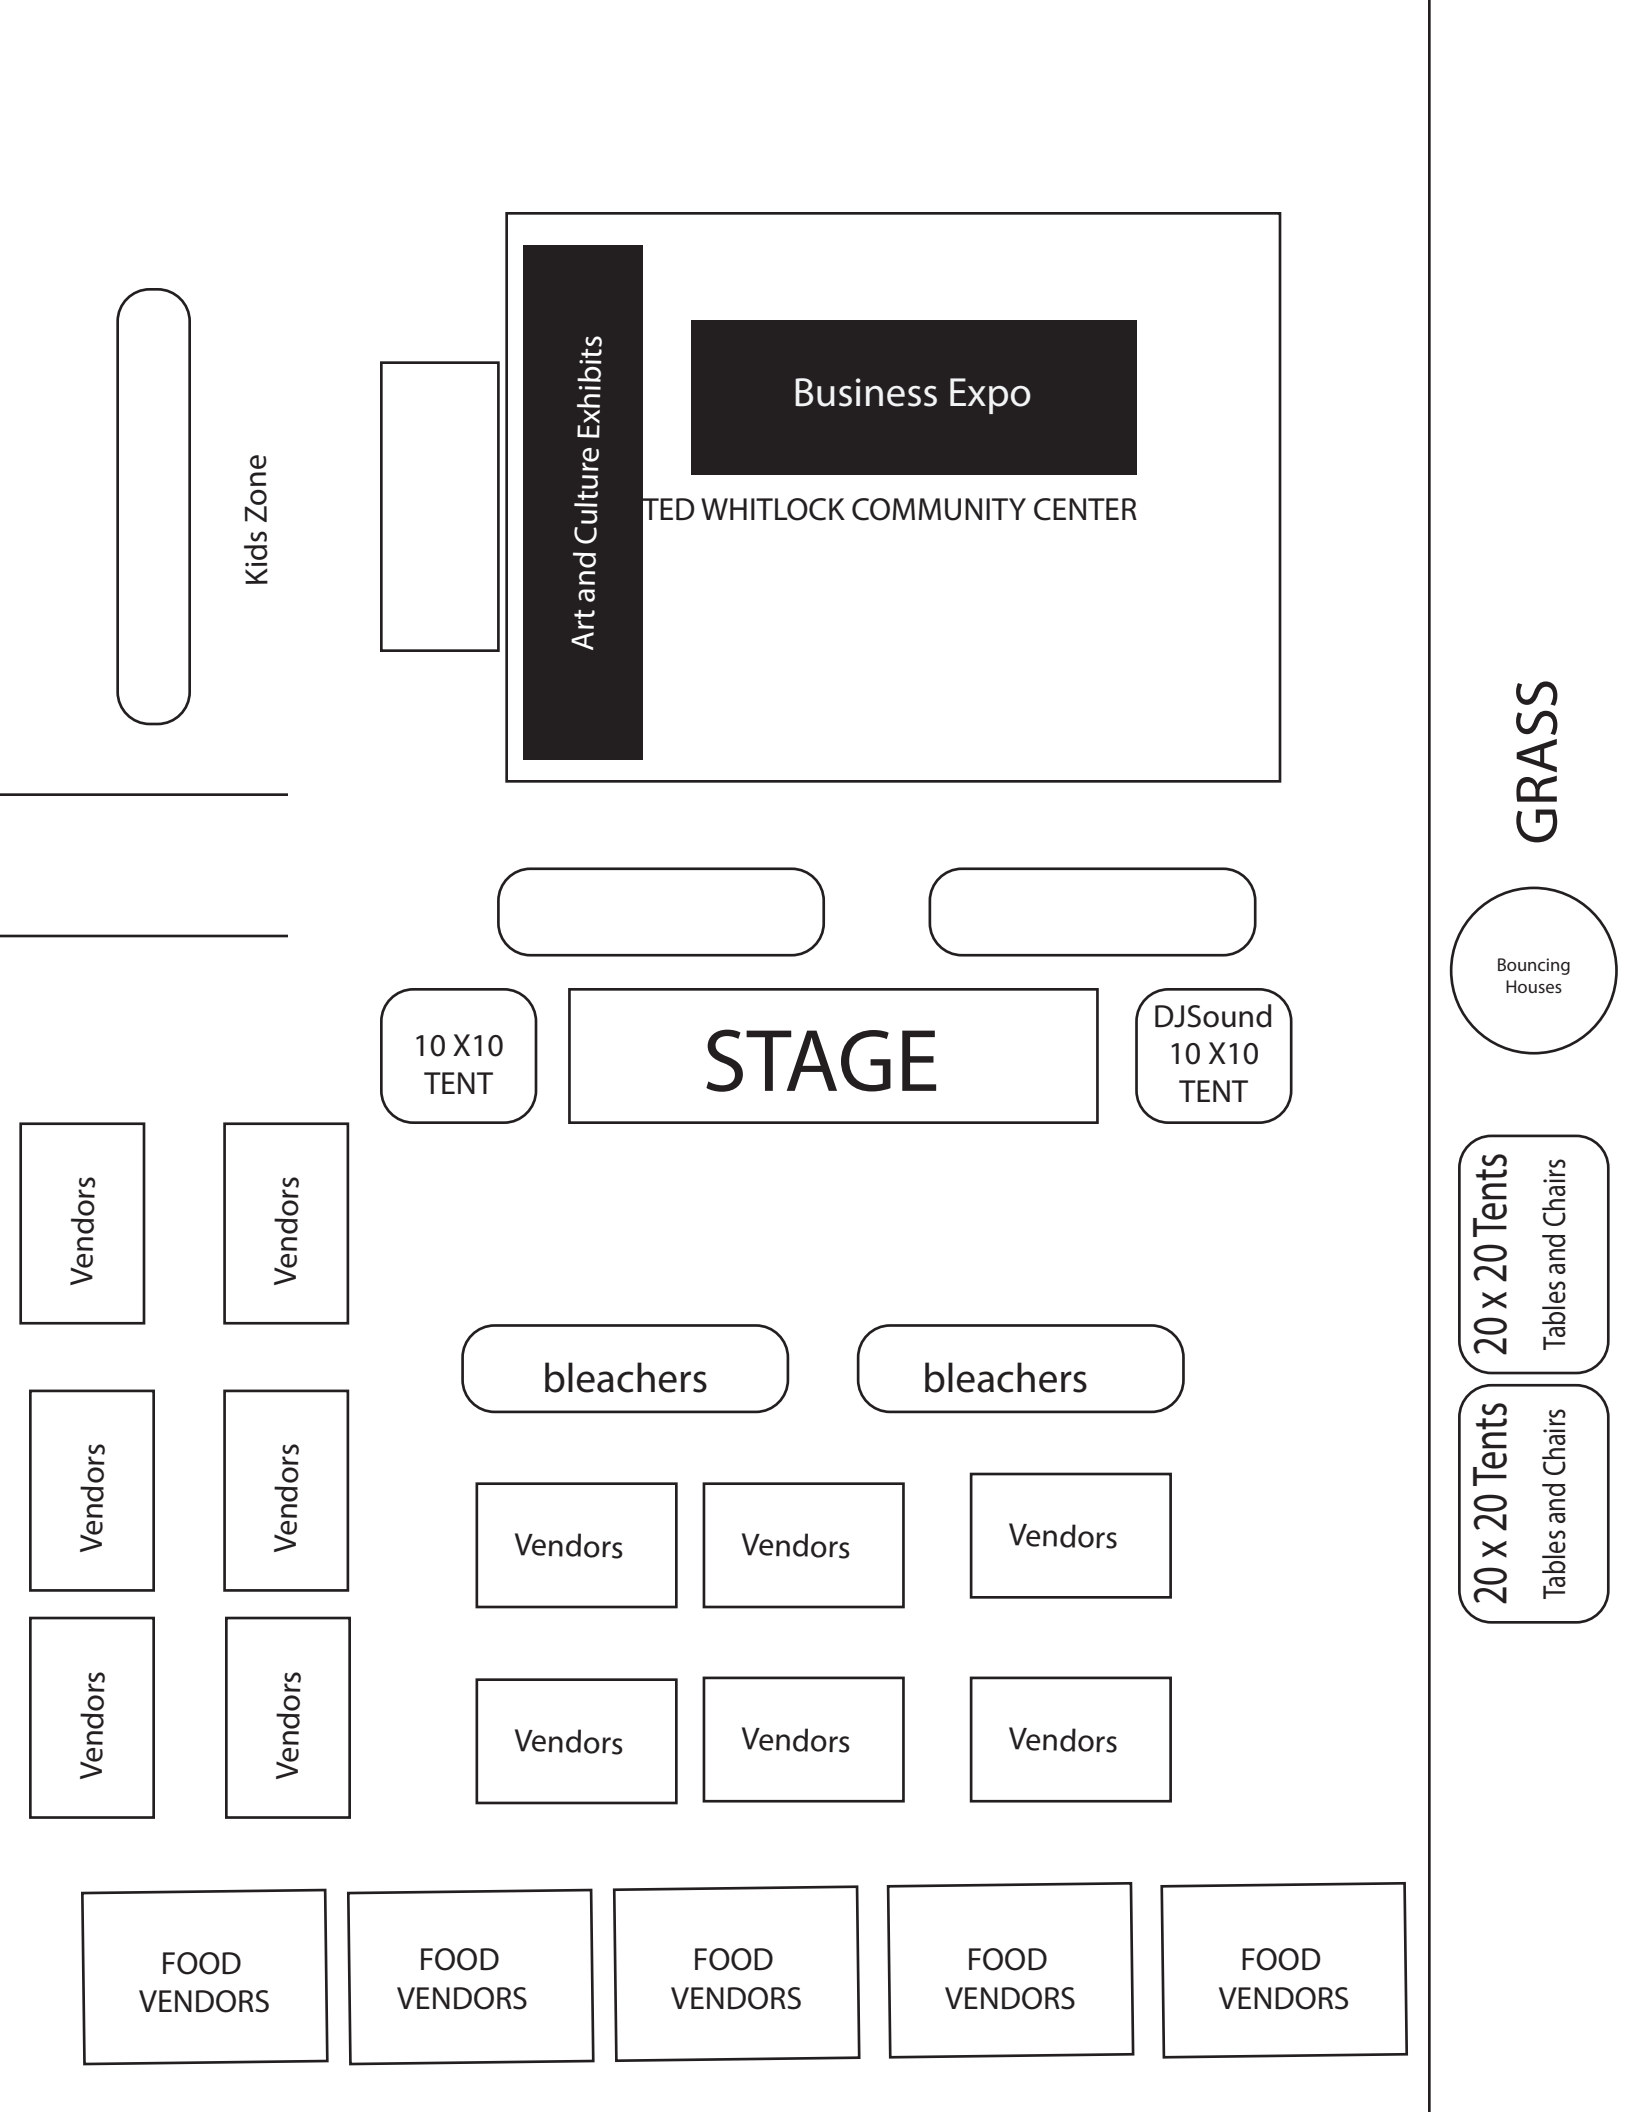 Business Expo
Art and Culture Exhibits
TED WHITLOCK COMMUNITY CENTER
Kids Zone
GRASS
Bouncing
Houses
10 X10
TENT
STAGE
DJSound
10 X10
TENT
20 x 20 Tents
Tables and Chairs
Vendors
Vendors
bleachers
bleachers
20 x 20 Tents
Tables and Chairs
Vendors
Vendors
Vendors
Vendors
Vendors
Vendors
Vendors
Vendors
Vendors
Vendors
FOOD
VENDORS
FOOD
VENDORS
FOOD
VENDORS
FOOD
VENDORS
FOOD
VENDORS